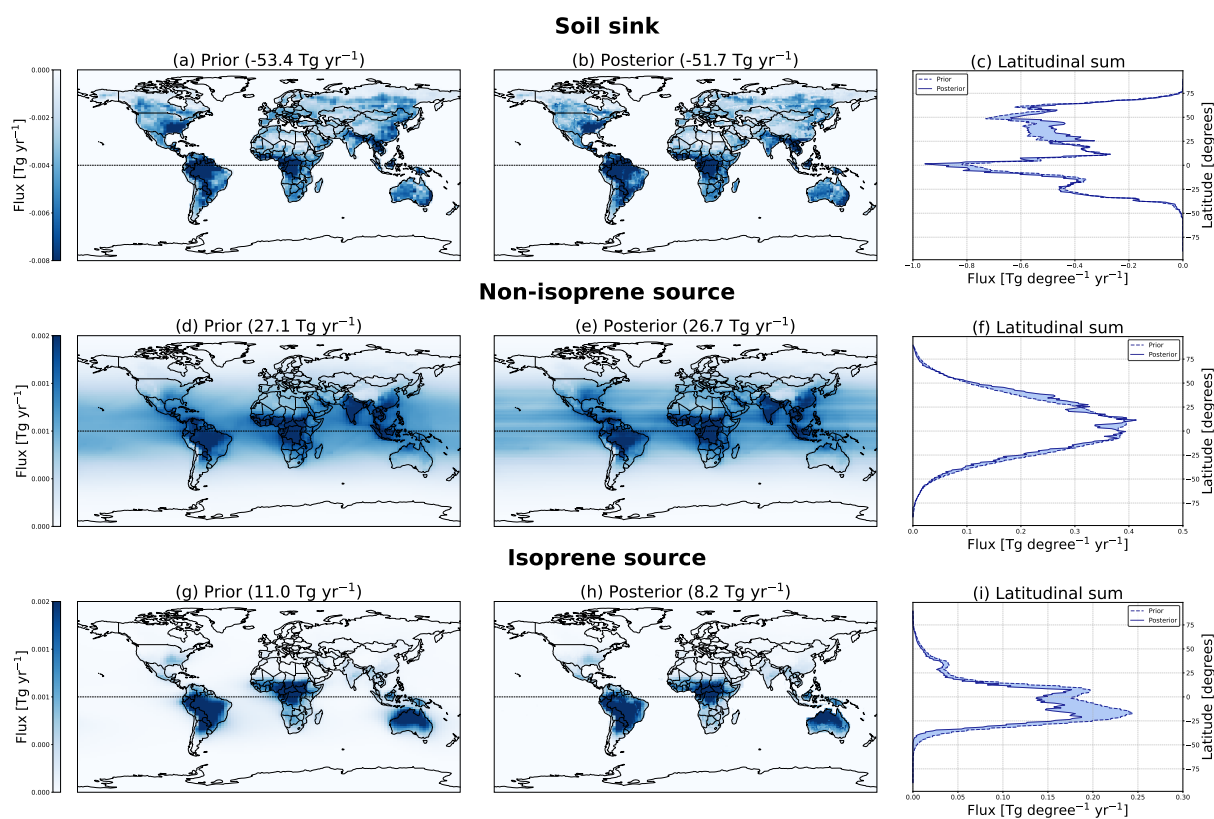 Soil sink
(a) Prior (-53.4 Tg yr⁻¹)
(b) Posterior (-51.7 Tg yr⁻¹)
(c) Latitudinal sum
0.000
-0.002
-0.004
-0.006
-0.008
Flux [Tg yr⁻¹]
Prior
Posterior
75
50
25
0
−25
−50
−75
Latitude [degrees]
−1.0 −0.8 −0.6 −0.4 −0.2 0.0
Flux [Tg degree⁻¹ yr⁻¹]
Non-isoprene source
(d) Prior (27.1 Tg yr⁻¹)
(e) Posterior (26.7 Tg yr⁻¹)
(f) Latitudinal sum
0.002
0.001
0.001
0.000
0.000
Flux [Tg yr⁻¹]
Prior
Posterior
75
50
25
0
−25
−50
−75
Latitude [degrees]
0.0 0.1 0.2 0.3 0.4 0.5
Flux [Tg degree⁻¹ yr⁻¹]
Isoprene source
(g) Prior (11.0 Tg yr⁻¹)
(h) Posterior (8.2 Tg yr⁻¹)
(i) Latitudinal sum
0.002
0.001
0.001
0.000
0.000
Flux [Tg yr⁻¹]
Prior
Posterior
75
50
25
0
−25
−50
−75
Latitude [degrees]
0.00 0.05 0.10 0.15 0.20 0.25 0.30
Flux [Tg degree⁻¹ yr⁻¹]